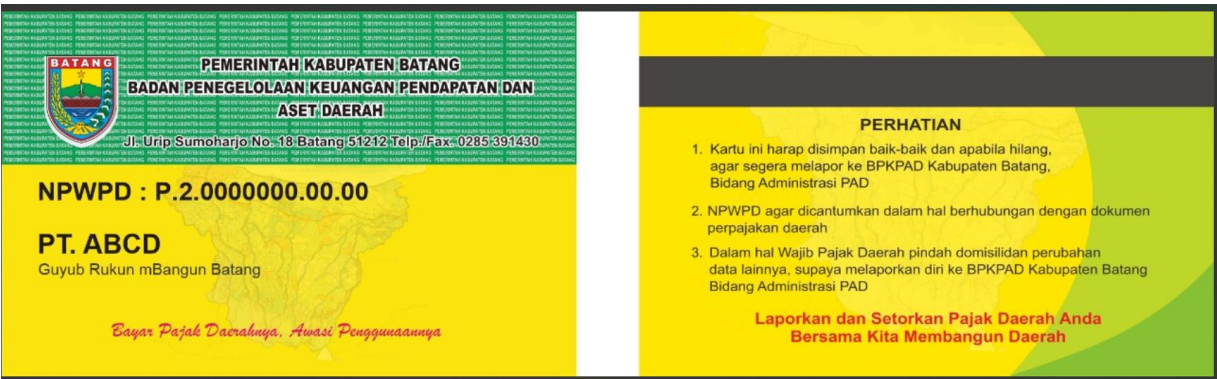 BATANG
PEMERINTAH KABUPATEN BATANG
BADAN PENEGELOLAAN KEUANGAN PENDAPATAN DAN
ASET DAERAH
Jl. Urip Sumoharjo No. 18 Batang 51212 Telp./Fax. 0285 391430
NPWPD : P.2.0000000.00.00
PT. ABCD
Guyub Rukun mBangun Batang
Bayar Pajak Daerahnya, Awasi Penggunaannya
PERHATIAN
1. Kartu ini harap disimpan baik-baik dan apabila hilang,
agar segera melapor ke BPKPAD Kabupaten Batang,
Bidang Administrasi PAD
2. NPWPD agar dicantumkan dalam hal berhubungan dengan dokumen
perpajakan daerah
3. Dalam hal Wajib Pajak Daerah pindah domisilidan perubahan
data lainnya, supaya melaporkan diri ke BPKPAD Kabupaten Batang
Bidang Administrasi PAD
Laporkan dan Setorkan Pajak Daerah Anda
Bersama Kita Membangun Daerah